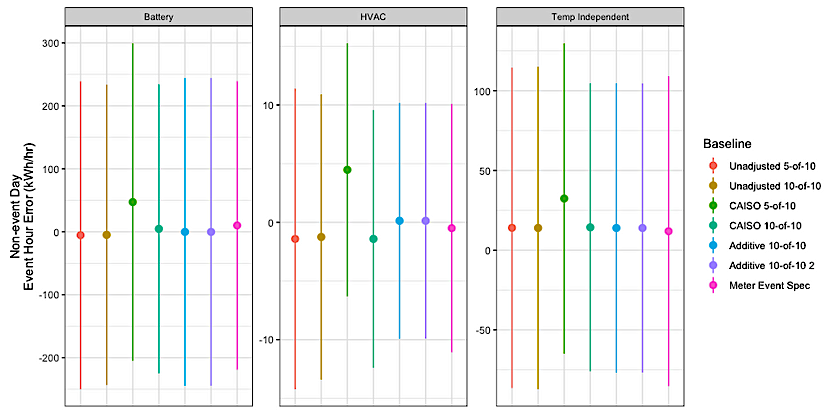 Battery
HVAC
Temp Independent
Non-event Day
Event Hour Error (kWh/hr)
300
200
100
0
-100
-200
10
0
-10
100
50
0
-50
Baseline
Unadjusted 5-of-10
Unadjusted 10-of-10
CAISO 5-of-10
CAISO 10-of-10
Additive 10-of-10
Additive 10-of-10 2
Meter Event Spec